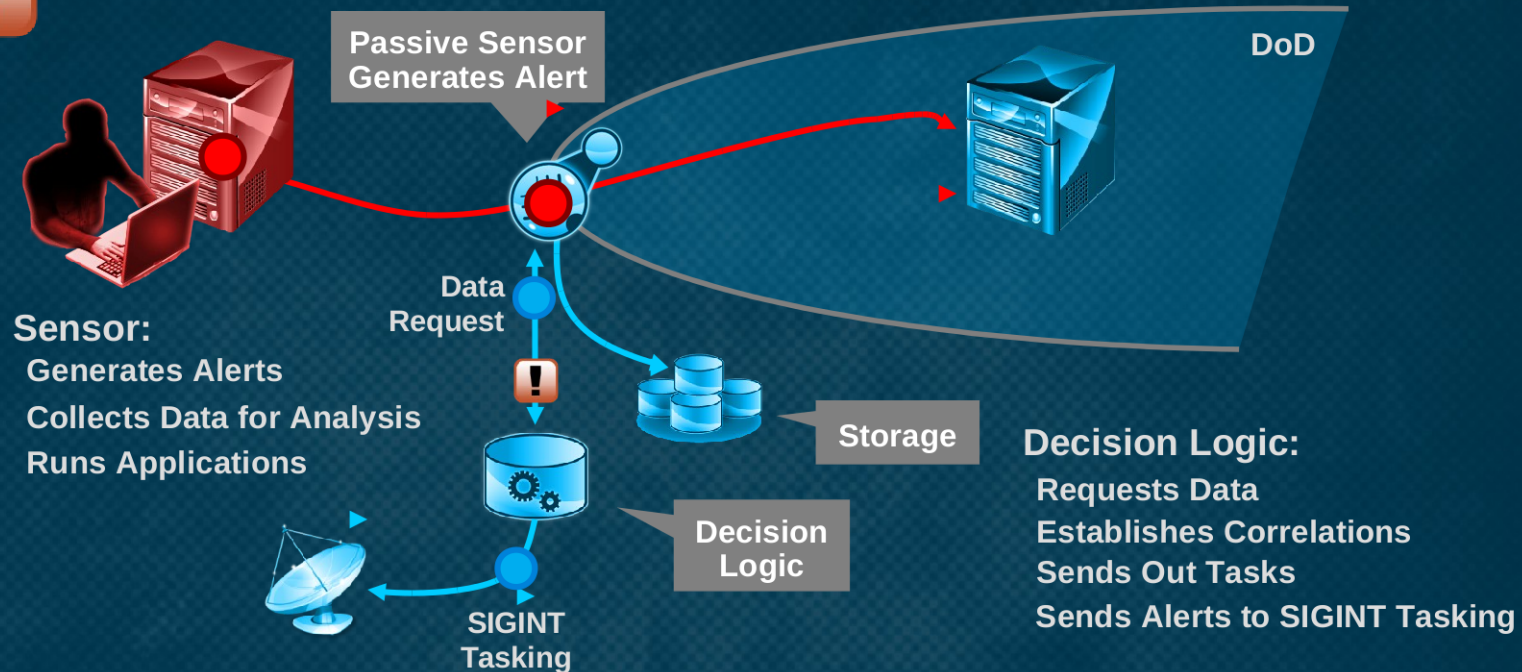 Passive Sensor
Generates Alert
DoD
Data
Request
Sensor:
Generates Alerts
Collects Data for Analysis
Runs Applications
!
Storage
Decision
Logic
SIGINT
Tasking
Decision Logic:
Requests Data
Establishes Correlations
Sends Out Tasks
Sends Alerts to SIGINT Tasking